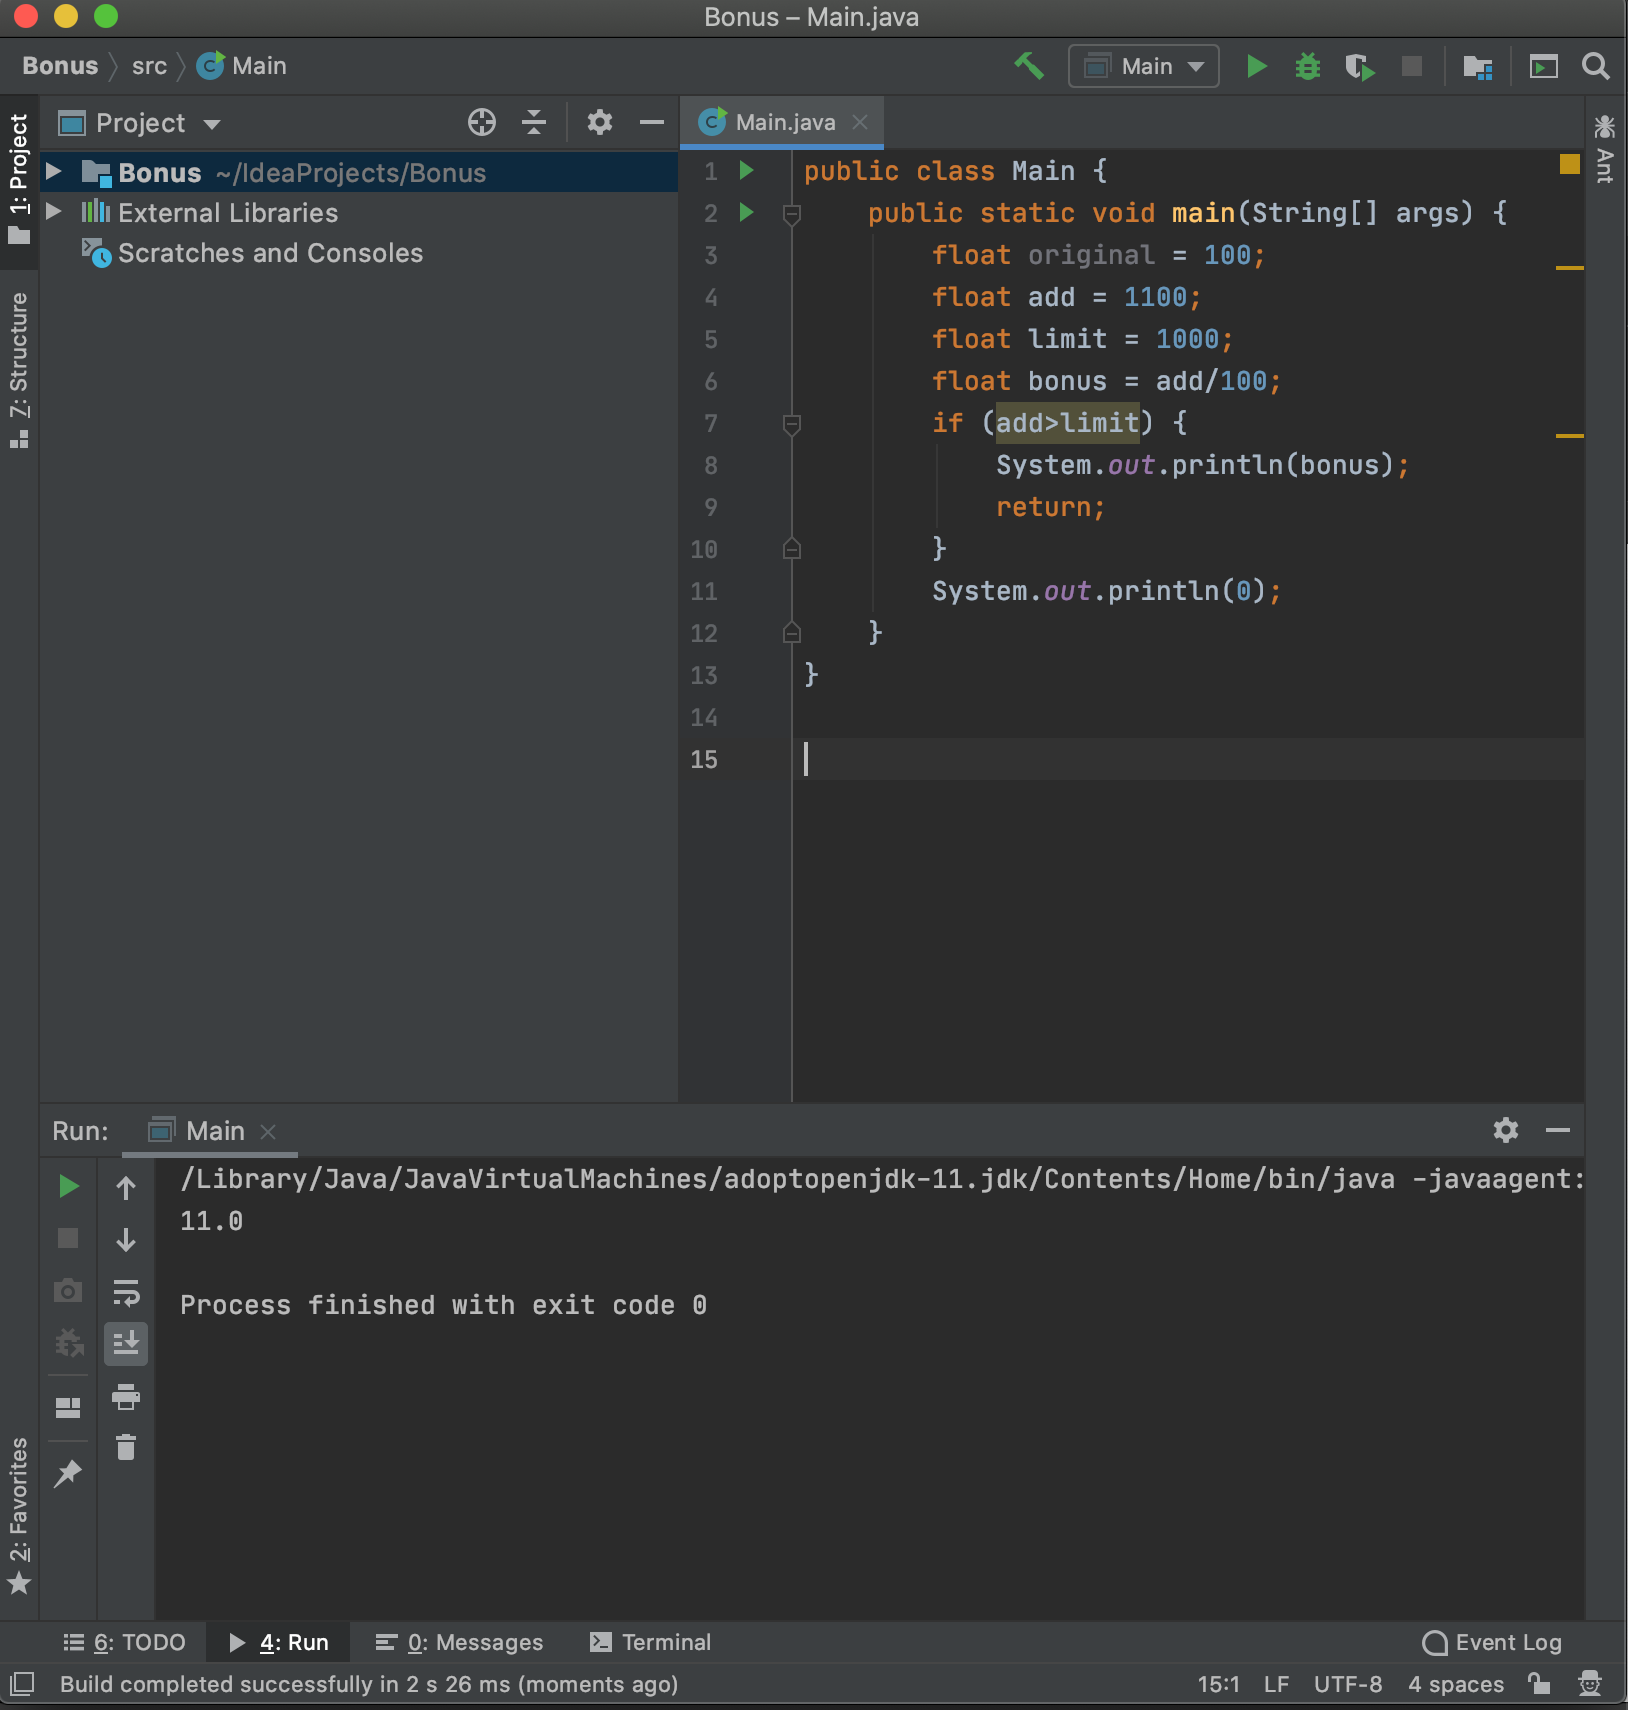 Bonus – Main.java
Bonus src Main
Main
1: Project
Project
Bonus ~/IdeaProjects/Bonus
External Libraries
Scratches and Consoles
7: Structure
Main.java
Ant
1 public class Main {
2 public static void main(String[] args) {
3 float original = 100;
4 float add = 1100;
5 float limit = 1000;
6 float bonus = add/100;
7 if (add>limit) {
8 System.out.println(bonus);
9 return;
10 }
11 System.out.println(0);
12 }
13 }
14
15
Run: Main
/Library/Java/JavaVirtualMachines/adoptopenjdk-11.jdk/Contents/Home/bin/java -javaagent:
11.0
Process finished with exit code 0
2: Favorites
6: TODO 4: Run 0: Messages Terminal Event Log
Build completed successfully in 2 s 26 ms (moments ago) 15:1 LF UTF-8 4 spaces